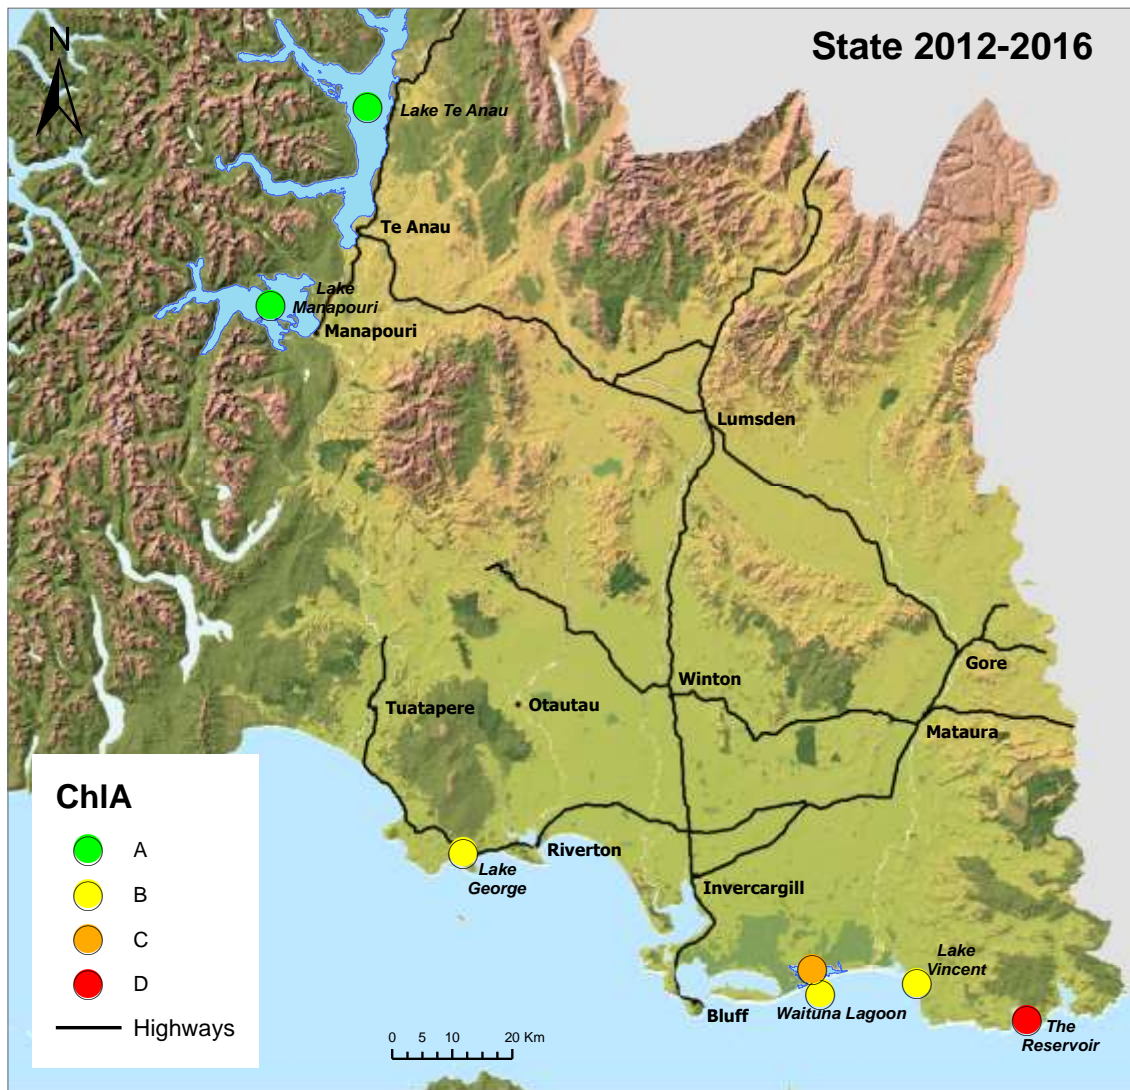 State 2012-2016
N
Lake Te Anau
Te Anau
Lake
Manapouri
Manapouri
Lumsden
Gore
Winton
Otautau
Tuatapere
Mataura
Riverton
Lake
George
Invercargill
Lake
Vincent
Waituna Lagoon
Bluff
The
Reservoir
ChlA
A
B
C
D
Highways
0 5 10 20 Km